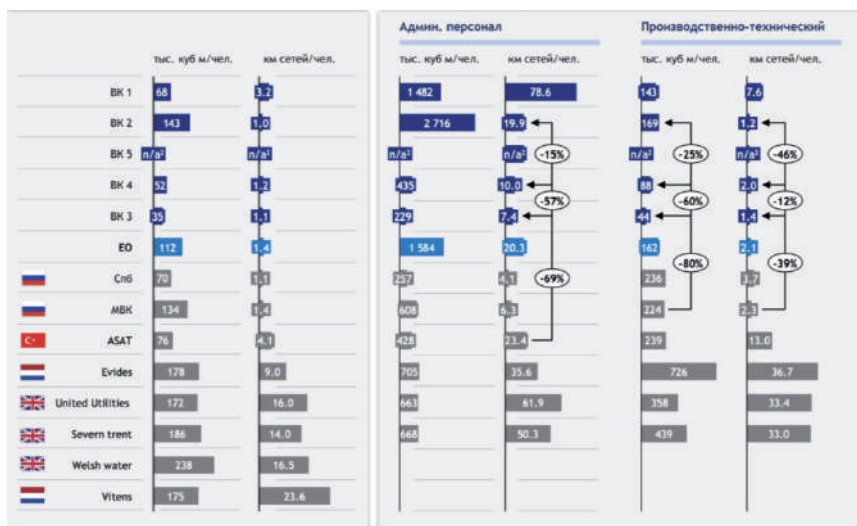 Админ, персонал Производственно-технический
тыс. куб м/чел. км сетей/чел. тыс. куб м/чел. км сетей/чел. тыс. куб м/чел. км сетей/чел.
ВК 1 68 3.2 1 482 78.6 143 7.6
ВК 2 143 1.0 2 716 19.9 169 1.2
ВК 5 n/a² n/a² n/a² n/a² -15% n/a² -25% n/a² -46%
ВК 4 52 1.2 435 10.0 88 2.0
-57% -60% -12%
ВК 3 35 1.1 229 7.4 44 1.4
ЕО 112 1.4 1 584 20.3 162 2.1
-80% -39%
Спб 70 1.1 257 4.1 -69% 236 3.7
МВК 134 1.4 608 6.3 224 2.3
ASAT 76 4.1 428 23.4 239 13.0
Evides 178 9.0 705 35.6 726 36.7
United Utilities 172 16.0 663 61.9 358 33.4
Severn trent 186 14.0 668 50.3 439 33.0
Welsh water 238 16.5
Vitens 175 23.6